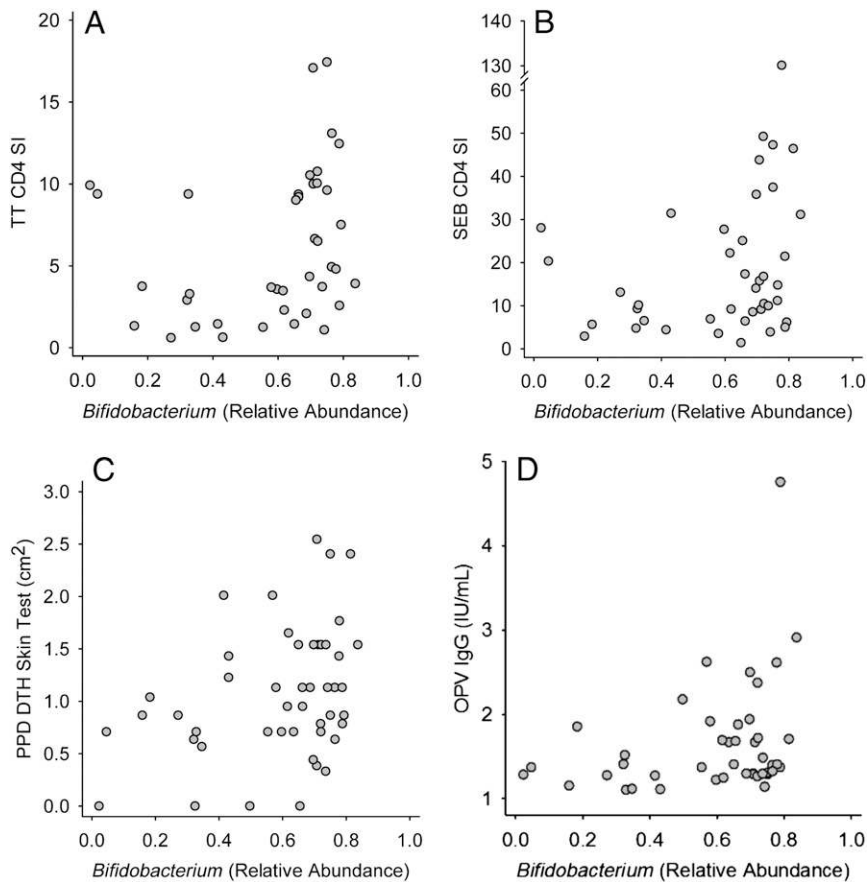 A
TT CD4 SI
20
15
10
5
0
0.0 0.2 0.4 0.6 0.8 1.0
Bifidobacterium (Relative Abundance)
B
SEB CD4 SI
140
130
60
50
40
30
20
10
0
0.0 0.2 0.4 0.6 0.8 1.0
Bifidobacterium (Relative Abundance)
C
PPD DTH Skin Test (cm²)
3.0
2.5
2.0
1.5
1.0
0.5
0.0
0.0 0.2 0.4 0.6 0.8 1.0
Bifidobacterium (Relative Abundance)
D
OPV IgG (IU/mL)
5
4
3
2
1
0.0 0.2 0.4 0.6 0.8 1.0
Bifidobacterium (Relative Abundance)